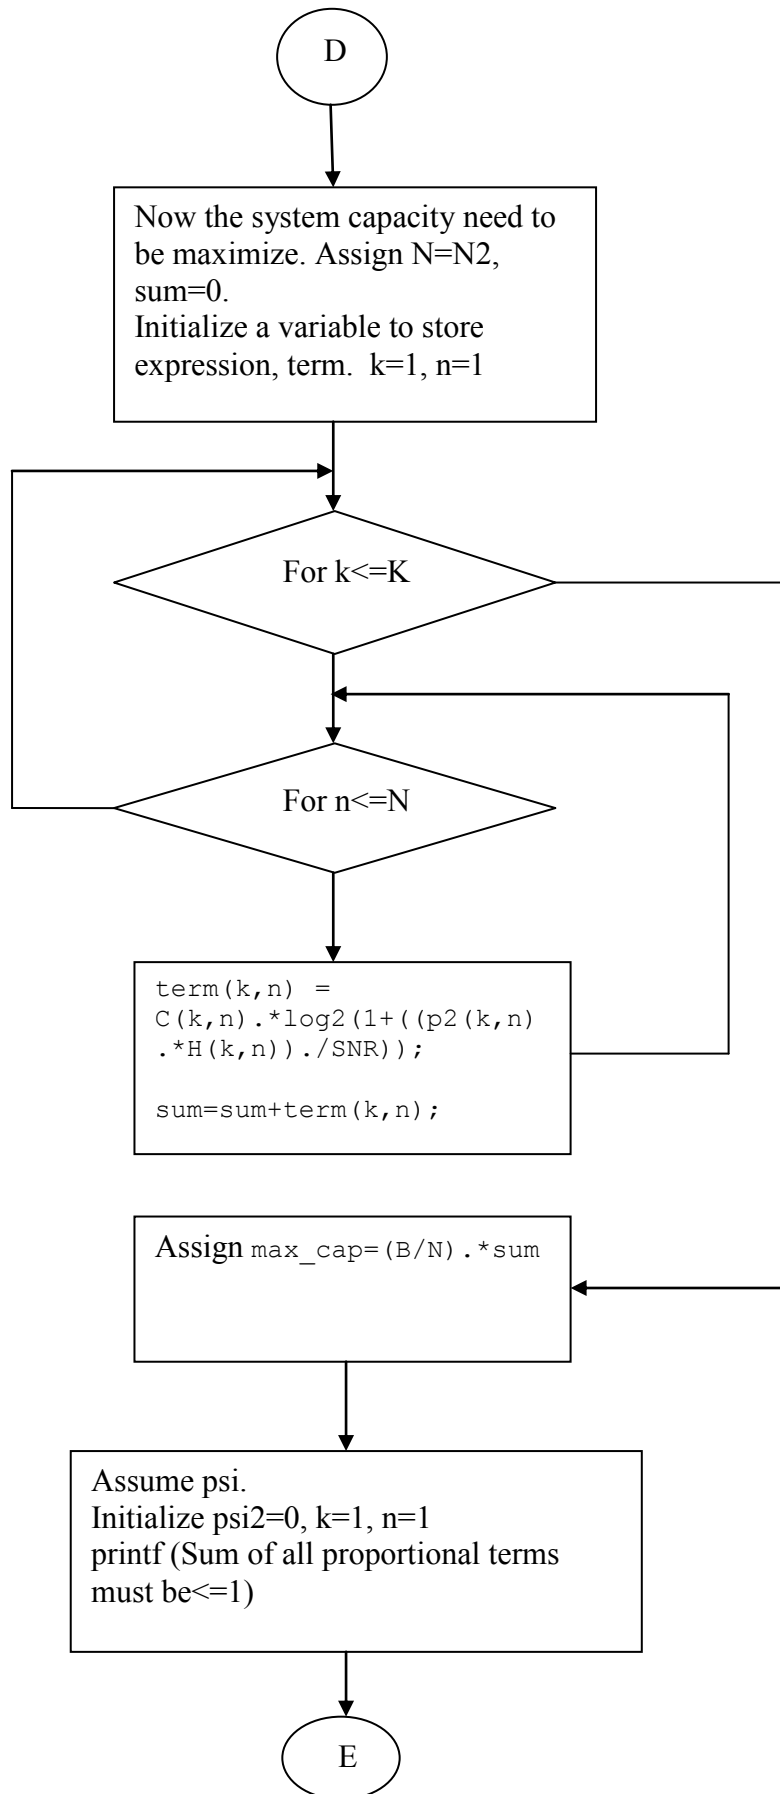 D
Now the system capacity need to
be maximize. Assign N=N2,
sum=0.
Initialize a variable to store
expression, term.  k=1, n=1
For k<=K
For n<=N
term(k,n) =
C(k,n).*log2(1+((p2(k,n)
.*H(k,n))./SNR));
sum=sum+term(k,n);
Assign max_cap=(B/N).*sum
Assume psi.
Initialize psi2=0, k=1, n=1
printf (Sum of all proportional terms
must be<=1)
E